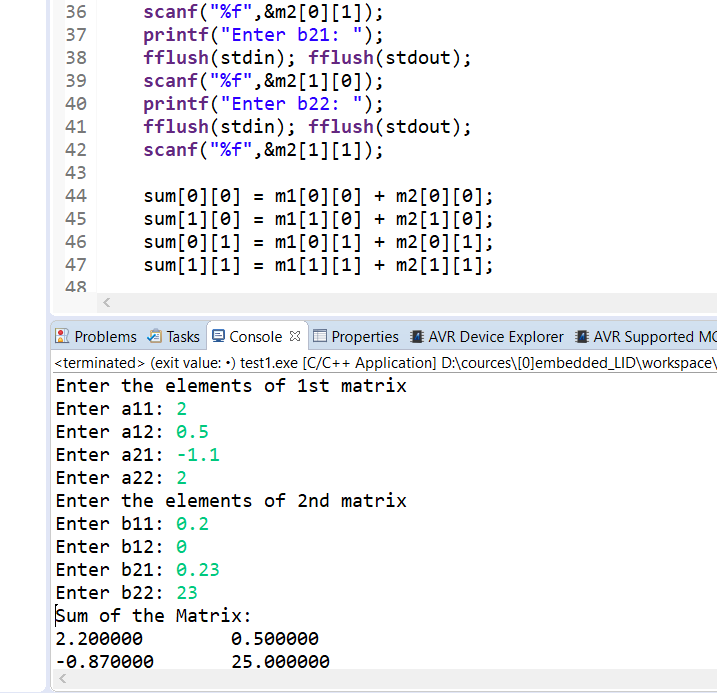 36 scanf("%f",&m2[0][1]);
37 printf("Enter b21: ");
38 fflush(stdin); fflush(stdout);
39 scanf("%f",&m2[1][0]);
40 printf("Enter b22: ");
41 fflush(stdin); fflush(stdout);
42 scanf("%f",&m2[1][1]);
43
44 sum[0][0] = m1[0][0] + m2[0][0];
45 sum[1][0] = m1[1][0] + m2[1][0];
46 sum[0][1] = m1[0][1] + m2[0][1];
47 sum[1][1] = m1[1][1] + m2[1][1];
48
Problems Tasks Console Properties AVR Device Explorer AVR Supported MC
<terminated> (exit value: •) test1.exe [C/C++ Application] D:\cources\[0]embedded_LID\workspace\
Enter the elements of 1st matrix
Enter a11: 2
Enter a12: 0.5
Enter a21: -1.1
Enter a22: 2
Enter the elements of 2nd matrix
Enter b11: 0.2
Enter b12: 0
Enter b21: 0.23
Enter b22: 23
Sum of the Matrix:
2.200000 0.500000
-0.870000 25.000000